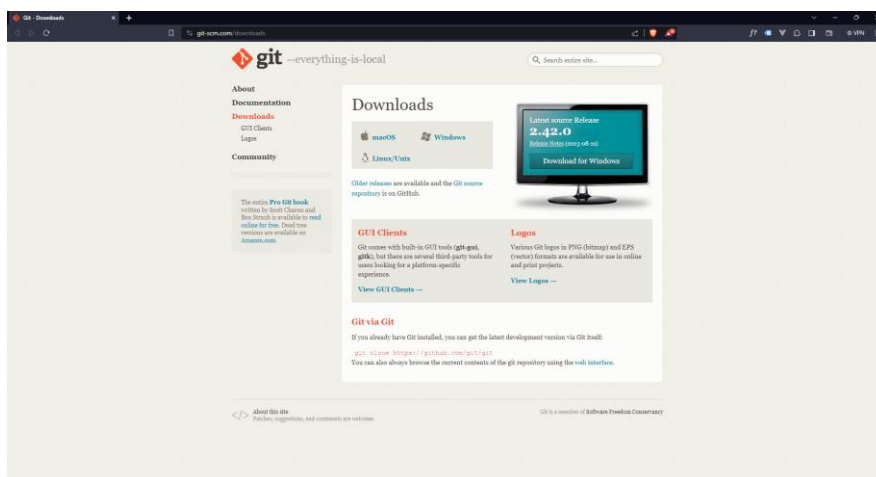 Git - Downloads
git-scm.com/downloads
VPN
git --everything-is-local
Search entire site...
About
Documentation
Downloads
GUI Clients
Logos
Community
The entire Pro Git book
written by Scott Chacon and
Ben Straub is available to read
online for free. Dead tree
versions are available on
Amazon.com.
Downloads
macOS
Windows
Linux/Unix
Older releases are available and the Git source
repository is on GitHub.
Latest source Release
2.42.0
Release Notes (2023-08-21)
Download for Windows
GUI Clients
Git comes with built-in GUI tools (git-gui,
gitk), but there are several third-party tools for
users looking for a platform-specific
experience.
View GUI Clients →
Logos
Various Git logos in PNG (bitmap) and EPS
(vector) formats are available for use in online
and print projects.
View Logos →
Git via Git
If you already have Git installed, you can get the latest development version via Git itself:
git clone https://github.com/git/git
You can also always browse the current contents of the git repository using the web interface.
</> About this site
Patches, suggestions, and comments are welcome.
Git is a member of Software Freedom Conservancy